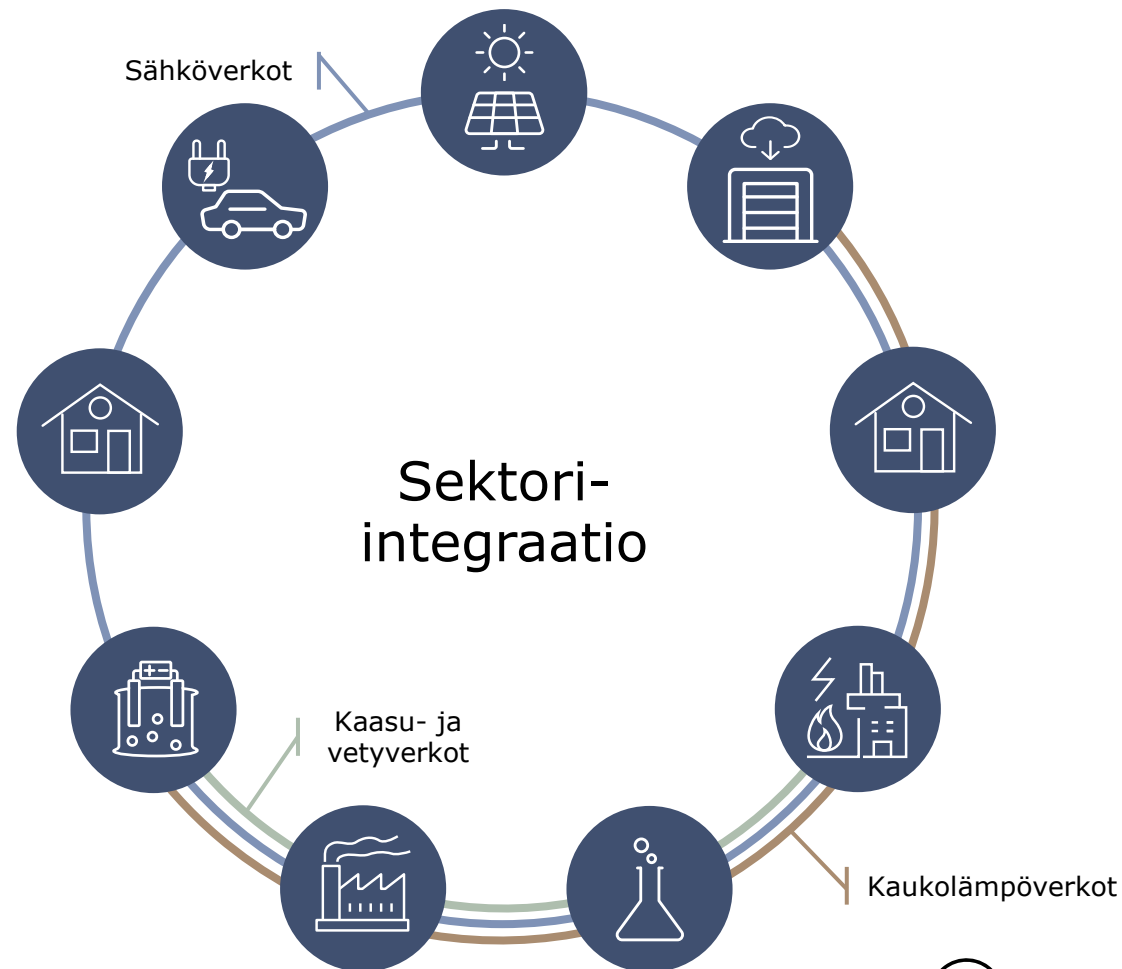 Sähköverkot
Sektori-
integraatio
Kaasu- ja
vetyverkot
Kaukolämpöverkot